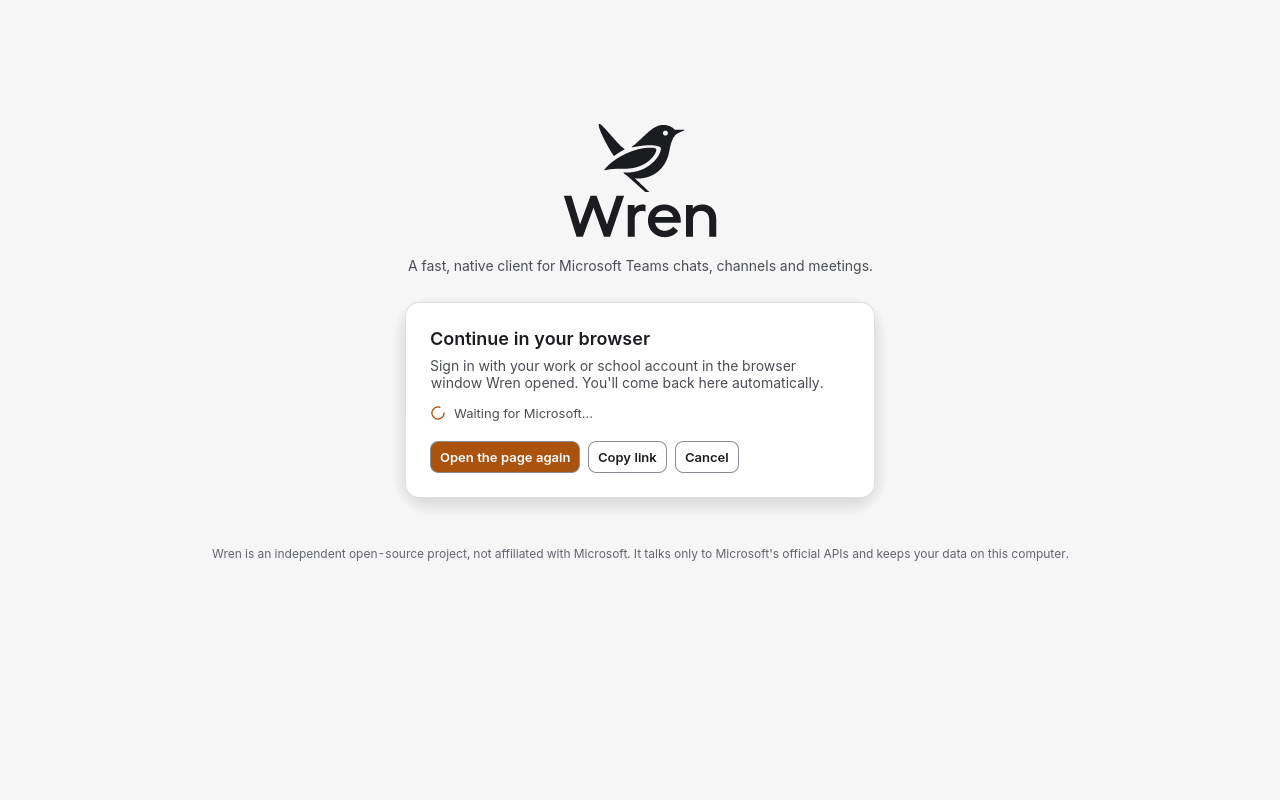 Wren
A fast, native client for Microsoft Teams chats, channels and meetings.
Continue in your browser
Sign in with your work or school account in the browser
window Wren opened. You'll come back here automatically.
Waiting for Microsoft...
Open the page again
Copy link
Cancel
Wren is an independent open-source project, not affiliated with Microsoft. It talks only to Microsoft's official APIs and keeps your data on this computer.